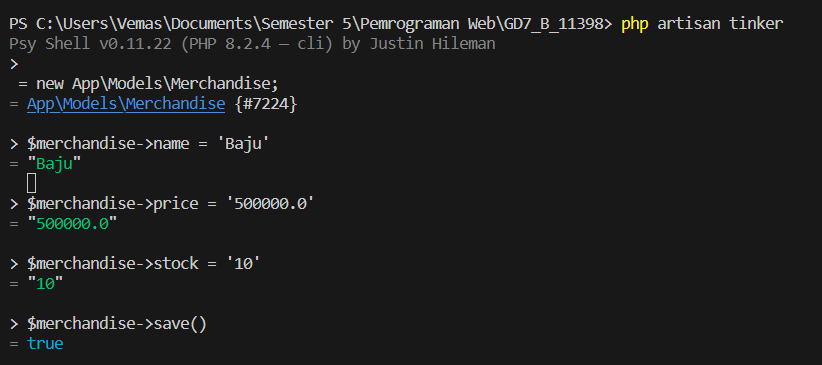 PS C:\Users\Vemas\Documents\Semester 5\Pemrograman Web\GD7_B_11398> php artisan tinker
Psy Shell v0.11.22 (PHP 8.2.4 — cli) by Justin Hileman
>
= new App\Models\Merchandise;
= App\Models\Merchandise {#7224}
> $merchandise->name = 'Baju'
= "Baju"
> $merchandise->price = '500000.0'
= "500000.0"
> $merchandise->stock = '10'
= "10"
> $merchandise->save()
= true